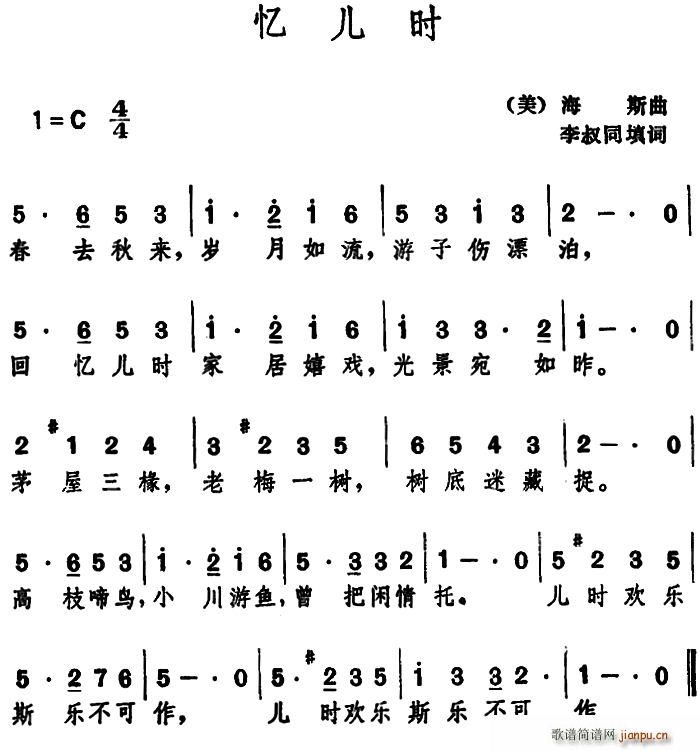 忆 儿 时
1=C 4/4
(美) 海 斯曲
李叔同填词
5 · 6 5 3 | i · 2 i 6 | 5 3 i 3 | 2 - · 0 |
春 去秋来,岁 月如流,游子伤漂 泊,
5 · 6 5 3 | i · 2 i 6 | i 3 3 · 2 | i - · 0 |
回 忆儿时 家 居嬉戏,光景宛 如昨。
2 #1 2 4 | 3 #2 3 5 | 6 5 4 3 | 2 - · 0 |
茅 屋三椽, 老 梅一树, 树底迷藏 捉。
5 · 6 5 3 | i · 2 i 6 | 5 · 3 3 2 | 1 - · 0 | 5 #2 3 5 |
高 枝啼鸟,小 川游鱼,曾 把闲情 托。 儿时欢乐
5 · 2 7 6 | 5 - · 0 | 5 · #2 3 5 | i 3 3 2 · | 1 - · 0 ‖
斯 乐不可 作, 儿 时欢乐斯乐不可 作
歌谱简谱网
jianpu.cn